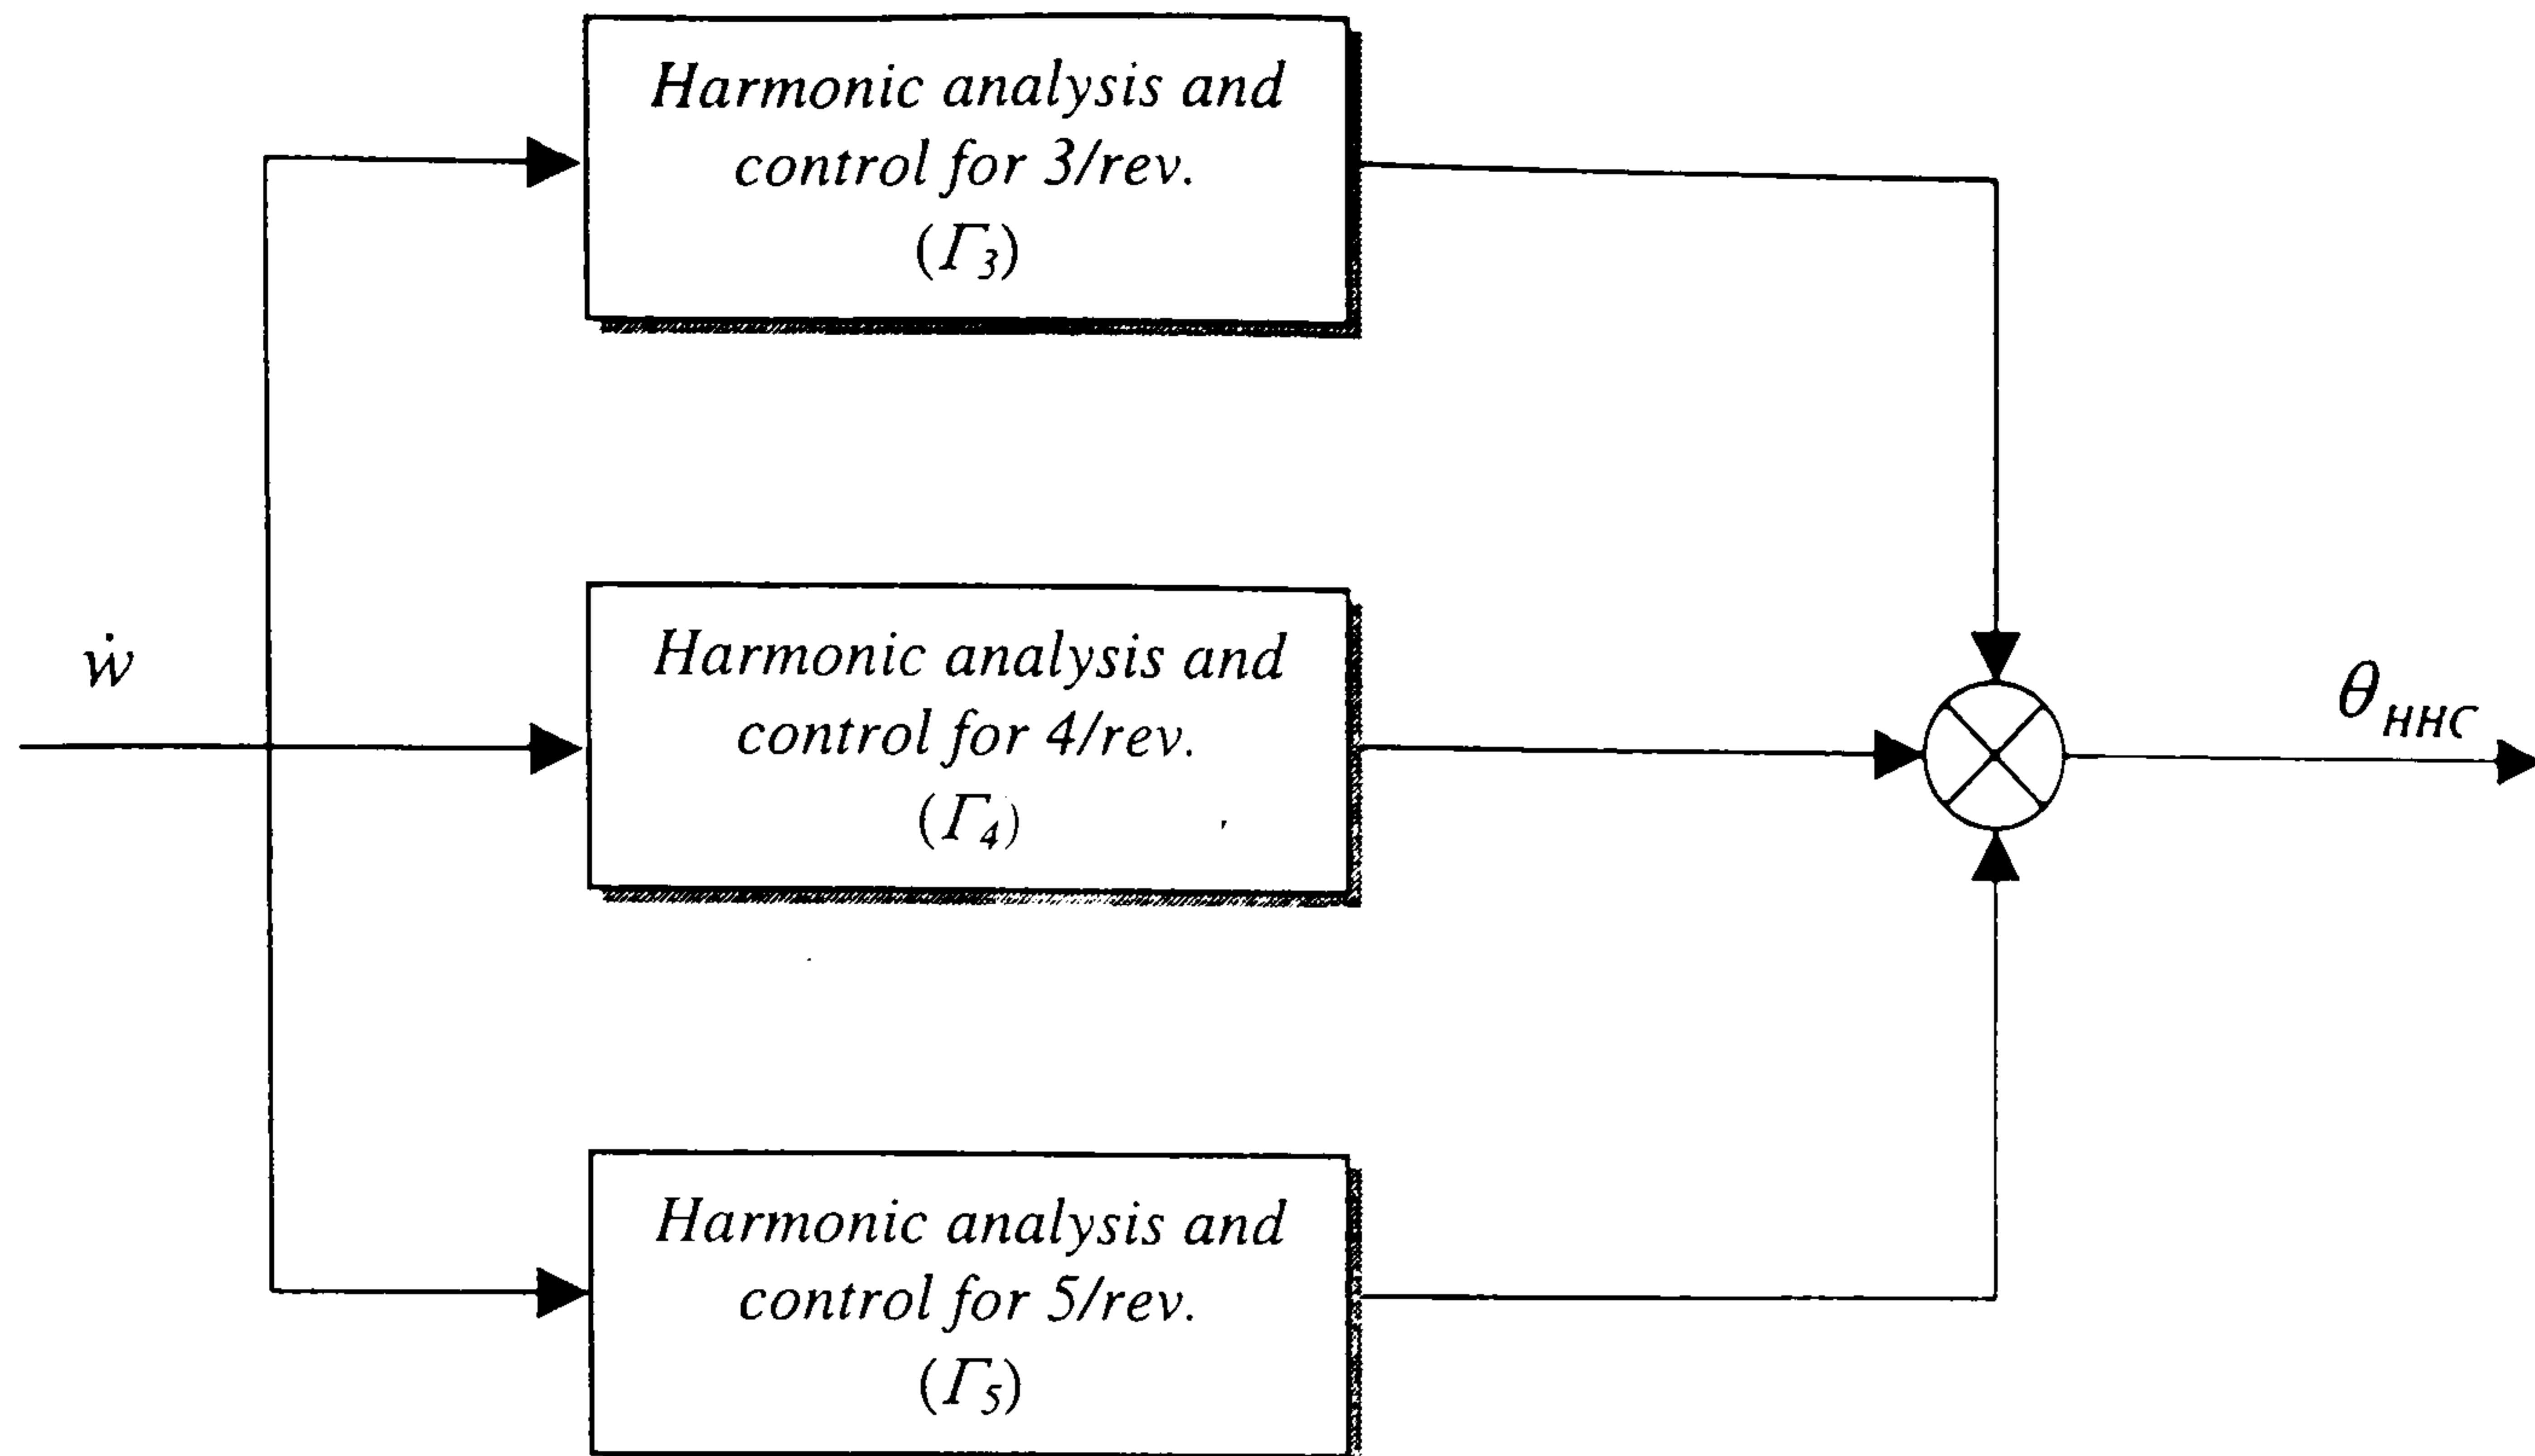 Harmonic analysis and
control for 3/rev.
(Γ₃)
ẇ
Harmonic analysis and
control for 4/rev.
(Γ₄)
θHHC
Harmonic analysis and
control for 5/rev.
(Γ₅)